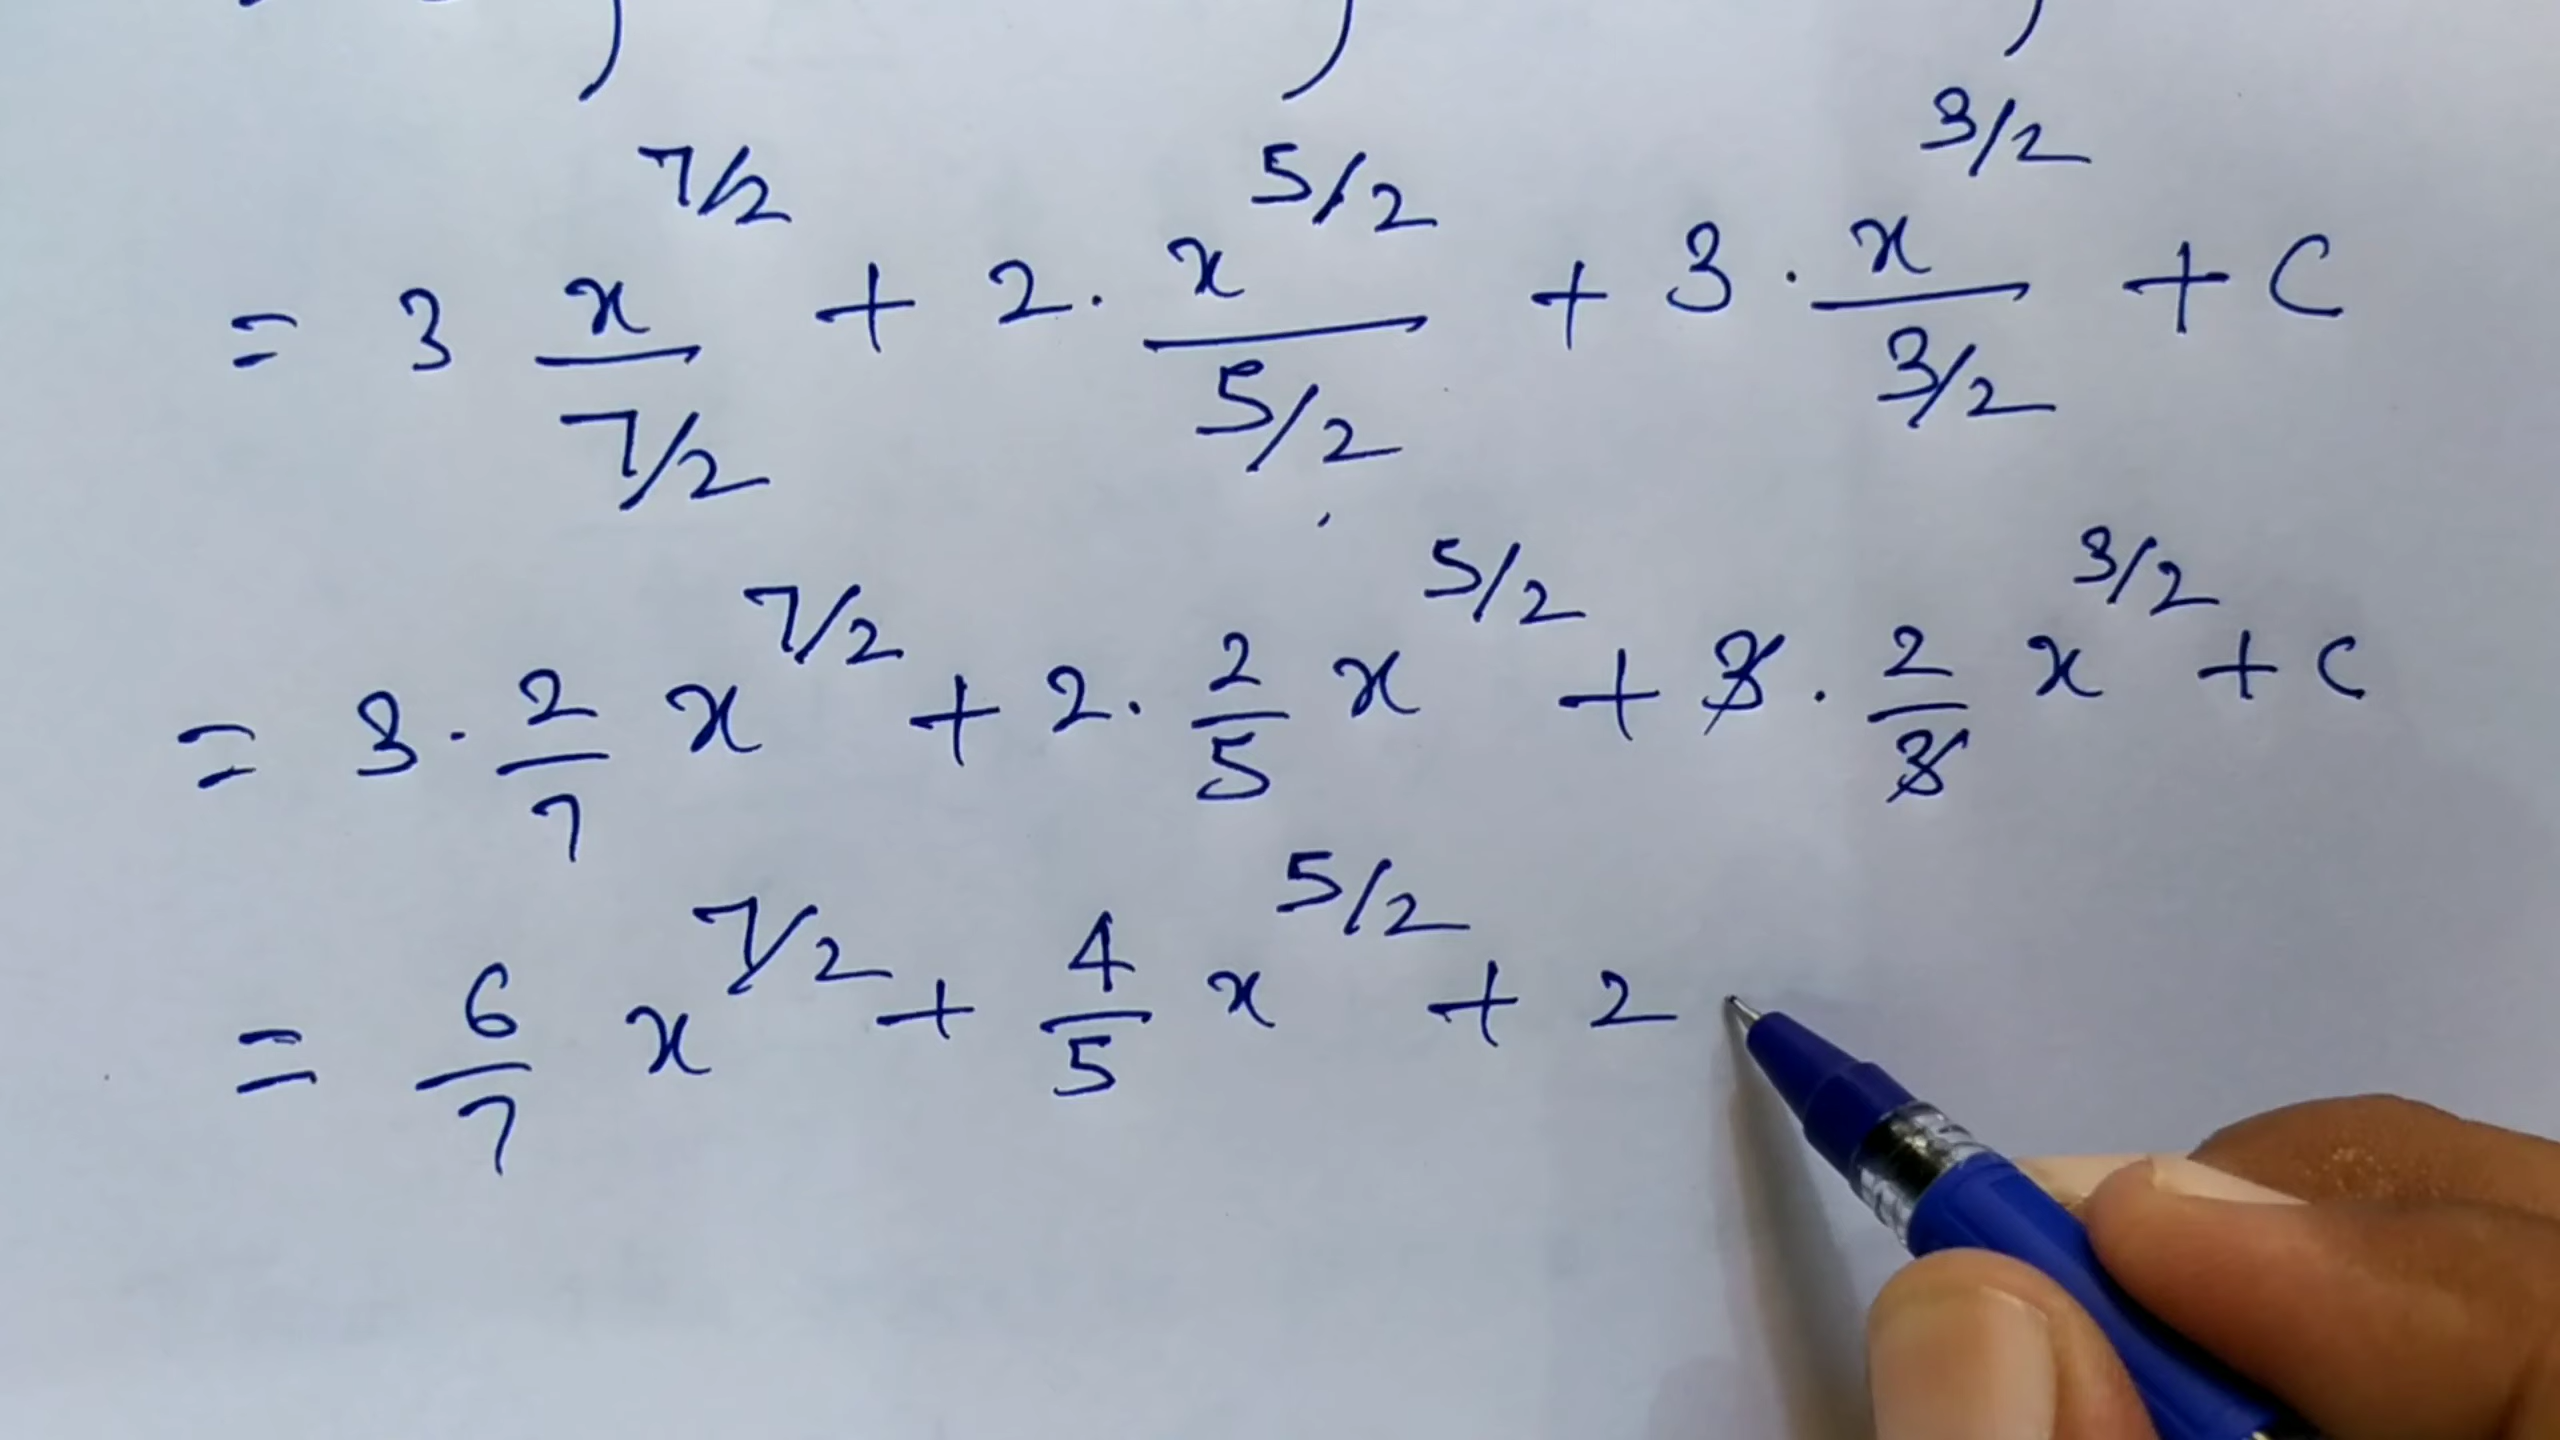 = 3 x^7/2 / 7/2 + 2 . x^5/2 / 5/2 + 3 . x^3/2 / 3/2 + C
= 3 . 2/7 x^7/2 + 2 . 2/5 x^5/2 + 3 . 2/3 x^3/2 + C
= 6/7 x^7/2 + 4/5 x^5/2 + 2